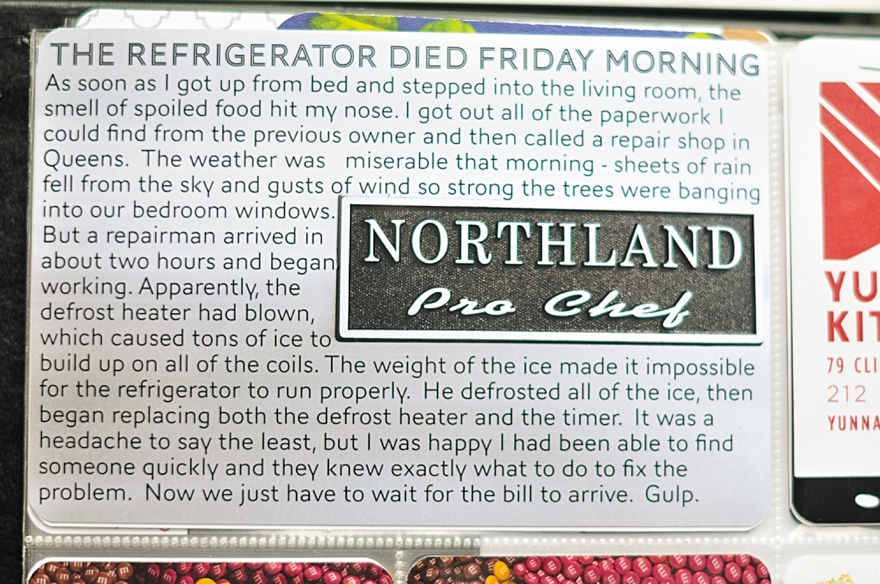 THE REFRIGERATOR DIED FRIDAY MORNING
As soon as I got up from bed and stepped into the living room, the
smell of spoiled food hit my nose. I got out all of the paperwork I
could find from the previous owner and then called a repair shop in
Queens. The weather was miserable that morning - sheets of rain
fell from the sky and gusts of wind so strong the trees were banging
into our bedroom windows.
But a repairman arrived in
about two hours and began
working. Apparently, the
defrost heater had blown,
which caused tons of ice to
NORTHLAND
Pro Chef
build up on all of the coils. The weight of the ice made it impossible
for the refrigerator to run properly. He defrosted all of the ice, then
began replacing both the defrost heater and the timer. It was a
headache to say the least, but I was happy I had been able to find
someone quickly and they knew exactly what to do to fix the
problem. Now we just have to wait for the bill to arrive. Gulp.
YU
KIT
79 CLI
212
YUNNA